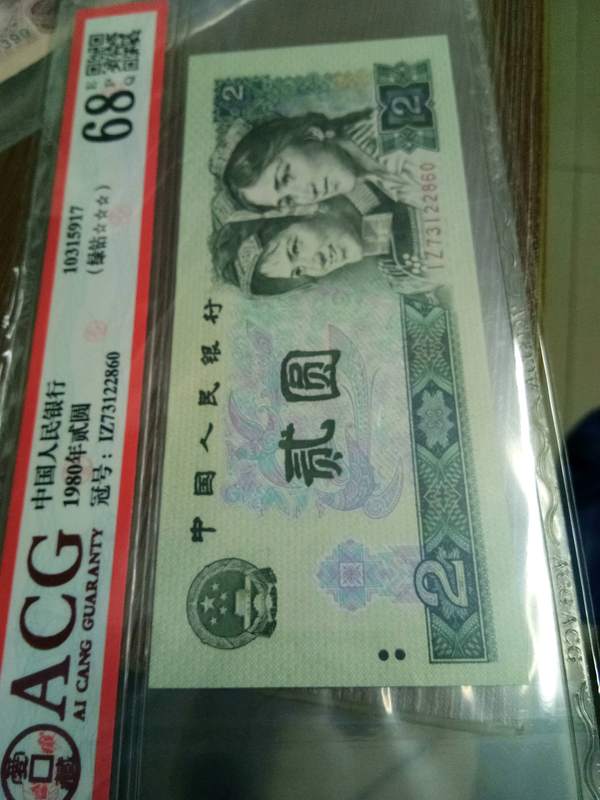 ACG
AI CANG GUARANTY
中国人民银行
1980年贰圆
冠号：IZ73122860
10315917
(绿钻☆☆☆)
68
E
P
Q
中国人民银行
贰圆
2
2
2
IZ73122860